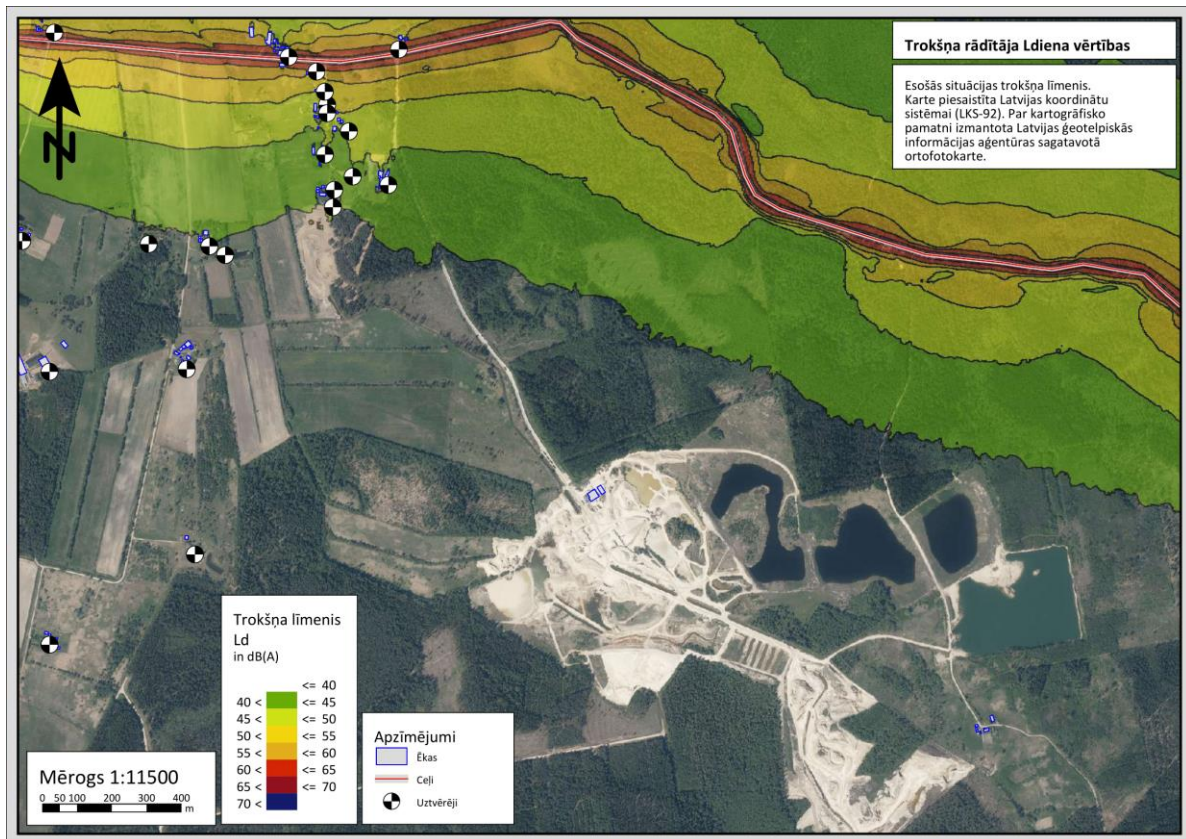 Trokšņa rādītāja Ldiena vērtības
Esošās situācijas trokšņa līmenis.
Karte piesaistīta Latvijas koordinātu
sistēmai (LKS-92). Par kartogrāfisko
pamatni izmantota Latvijas ģeotelpiskās
informācijas aģentūras sagatavotā
ortofotokarte.
N
Trokšņa līmenis
Ld
in dB(A)
<= 40
40 < <= 45
45 < <= 50
50 < <= 55
55 < <= 60
60 < <= 65
65 < <= 70
70 <
Apzīmējumi
Ēkas
Ceļi
Uztvērēji
Mērogs 1:11500
0 50 100 200 300 400
m